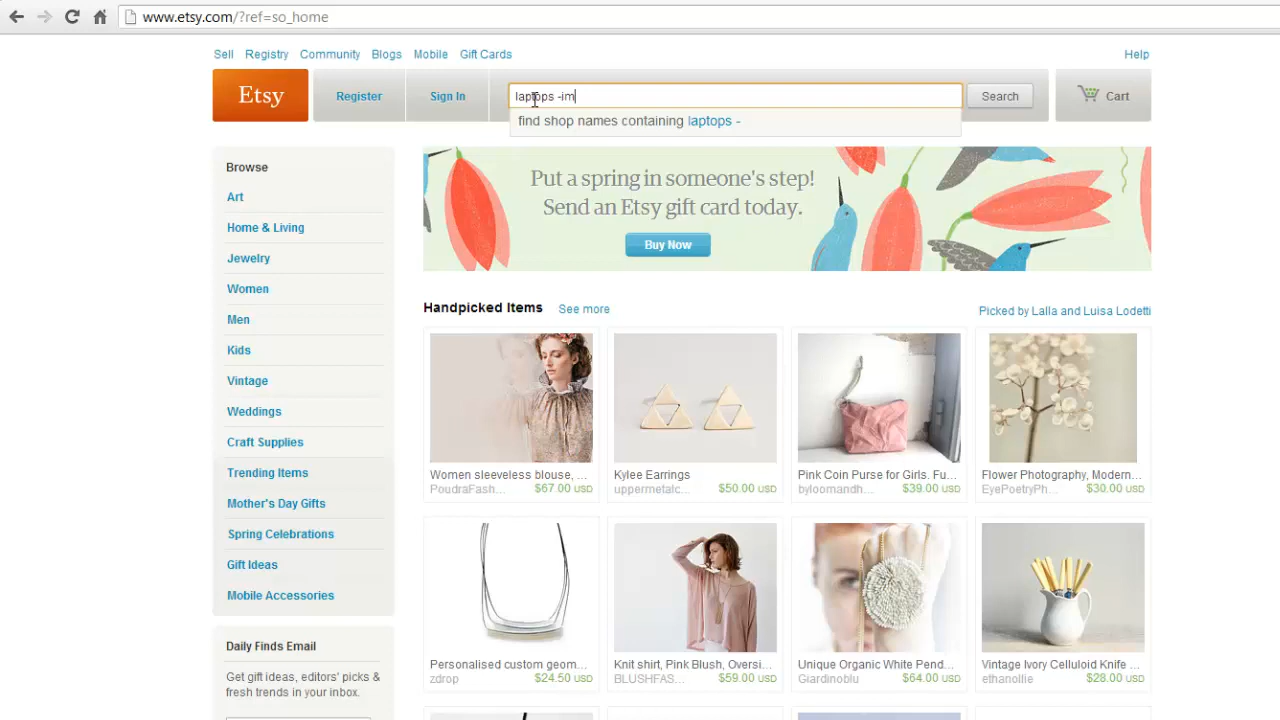 www.etsy.com/?ref=so_home
Sell Registry Community Blogs Mobile Gift Cards Help
Etsy Register Sign In laptops -im Search Cart
find shop names containing laptops -
Browse
Art
Home & Living
Jewelry
Women
Men
Kids
Vintage
Weddings
Craft Supplies
Trending Items
Mother's Day Gifts
Spring Celebrations
Gift Ideas
Mobile Accessories
Daily Finds Email
Get gift ideas, editors' picks &
fresh trends in your inbox.
Put a spring in someone's step!
Send an Etsy gift card today.
Buy Now
Handpicked Items See more Picked by Lalla and Luisa Lodetti
Women sleeveless blouse, ...
PoudraFash... $67.00 USD
Kylee Earrings
uppermetalc... $50.00 USD
Pink Coin Purse for Girls. Fu...
byloomandh... $39.00 USD
Flower Photography, Modern...
EyePoetryPh... $30.00 USD
Personalised custom geom...
zdrop $24.50 USD
Knit shirt, Pink Blush, Oversi...
BLUSHFAS... $59.00 USD
Unique Organic White Pend...
Giardinoblu $64.00 USD
Vintage Ivory Celluloid Knife ...
ethanollie $28.00 USD